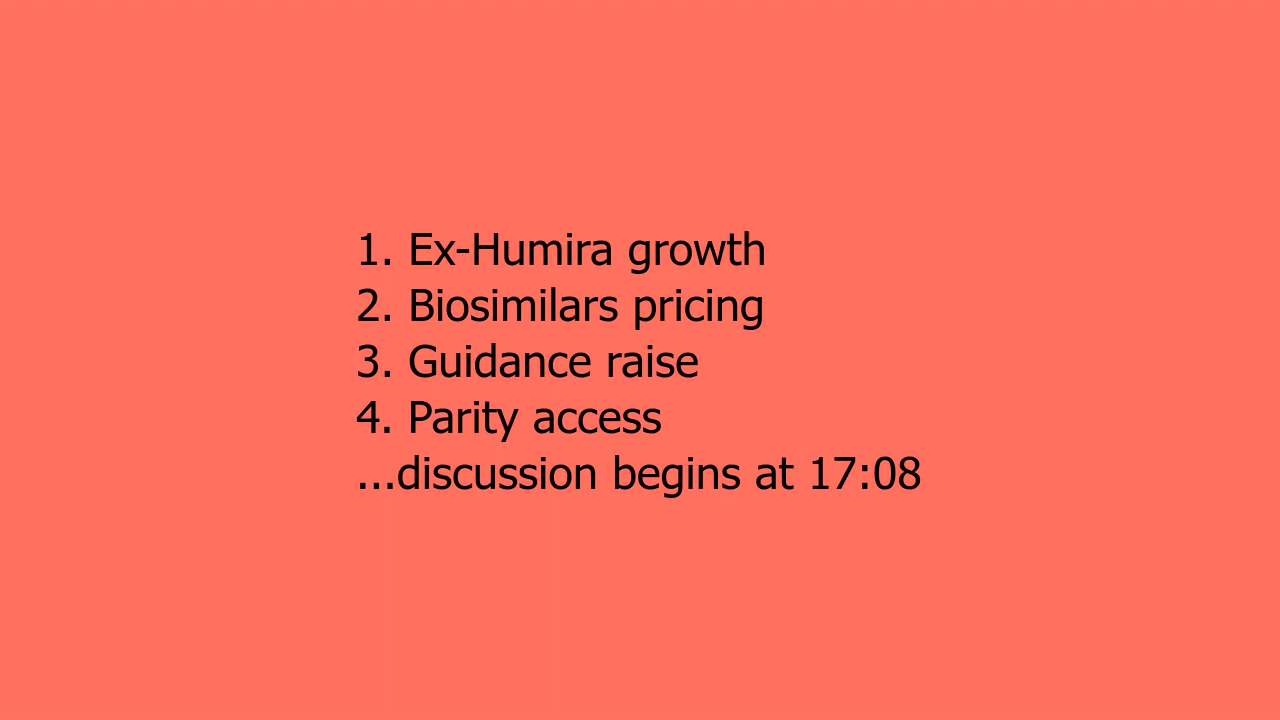 1. Ex-Humira growth
2. Biosimilars pricing
3. Guidance raise
4. Parity access
...discussion begins at 17:08